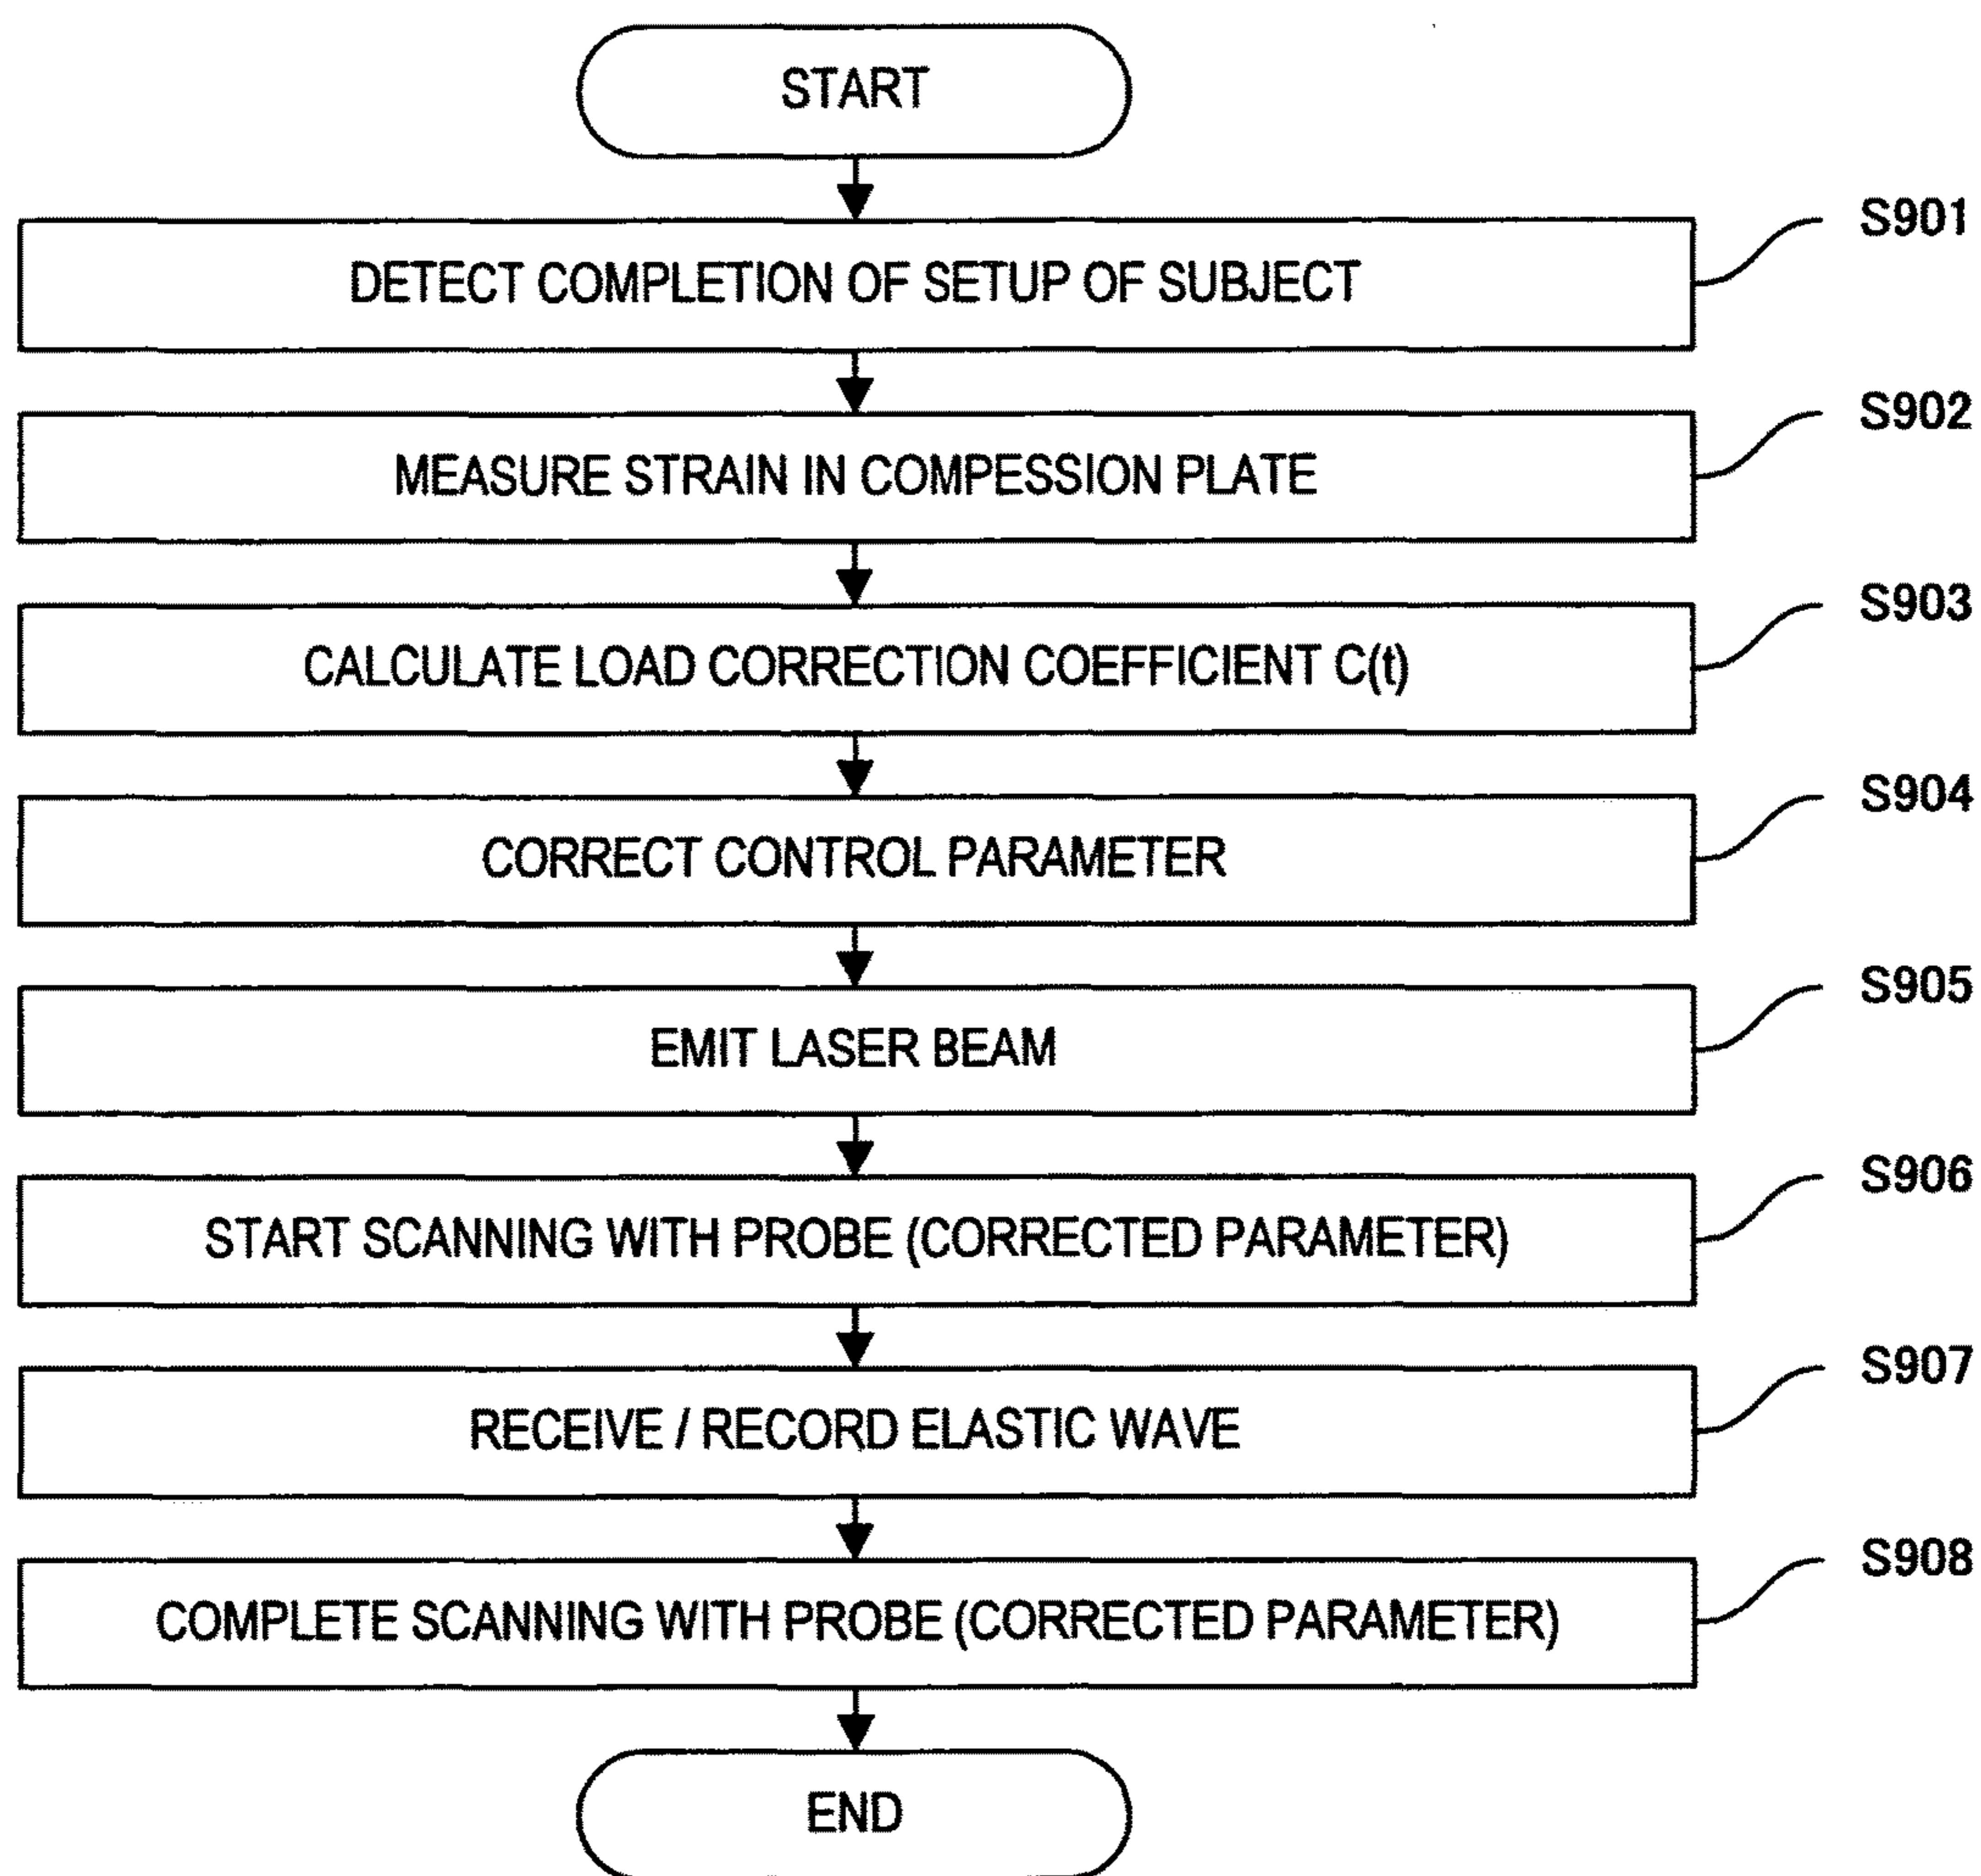 START
S901
DETECT COMPLETION OF SETUP OF SUBJECT
S902
MEASURE STRAIN IN COMPESSION PLATE
S903
CALCULATE LOAD CORRECTION COEFFICIENT C(t)
S904
CORRECT CONTROL PARAMETER
S905
EMIT LASER BEAM
S906
START SCANNING WITH PROBE (CORRECTED PARAMETER)
S907
RECEIVE / RECORD ELASTIC WAVE
S908
COMPLETE SCANNING WITH PROBE (CORRECTED PARAMETER)
END